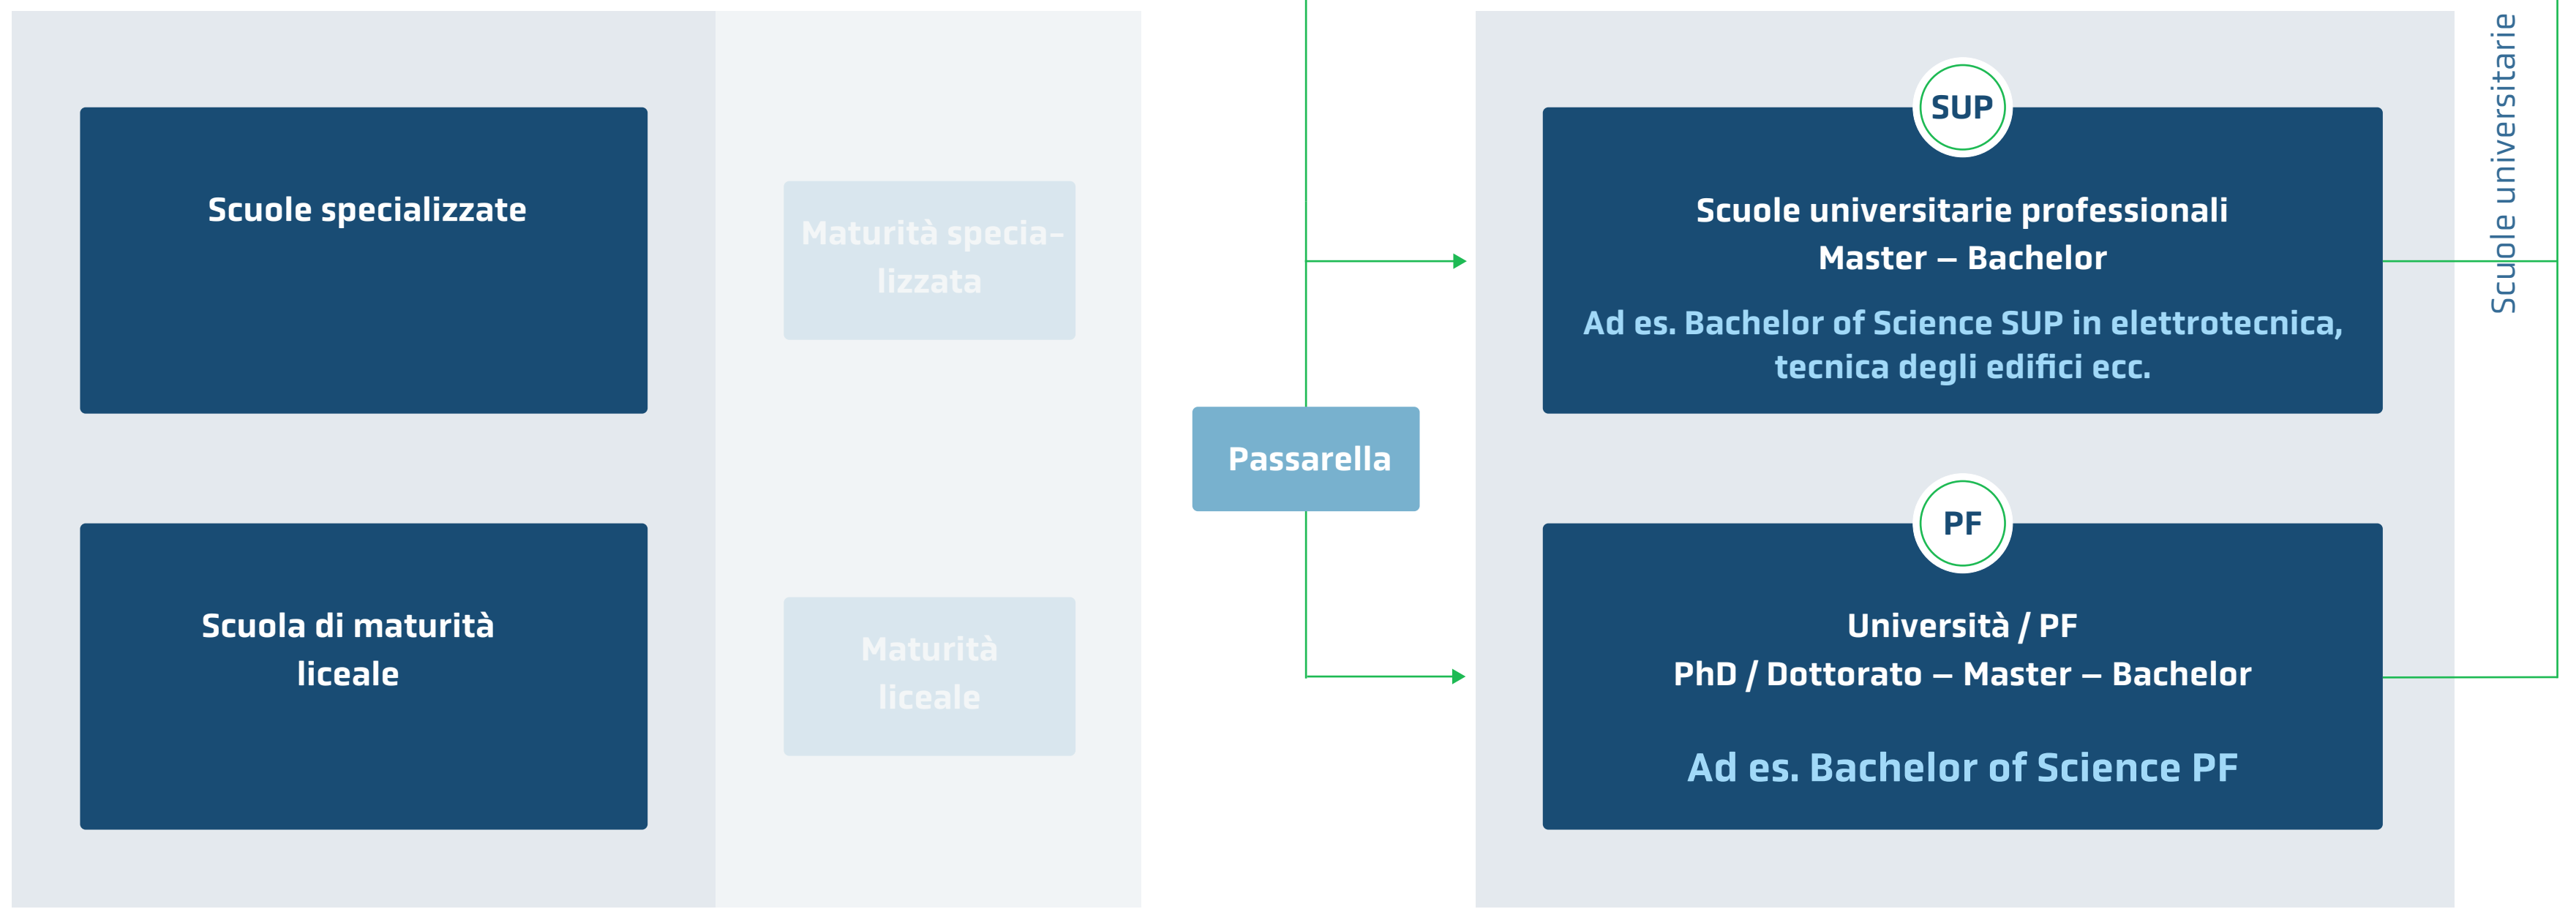 Scuole specializzate
Maturità specia–
lizzata
Scuola di maturità
liceale
Maturità
liceale
Passarella
SUP
Scuole universitarie professionali
Master – Bachelor
Ad es. Bachelor of Science SUP in elettrotecnica,
tecnica degli edifici ecc.
PF
Università / PF
PhD / Dottorato – Master – Bachelor
Ad es. Bachelor of Science PF
Scuole universitarie